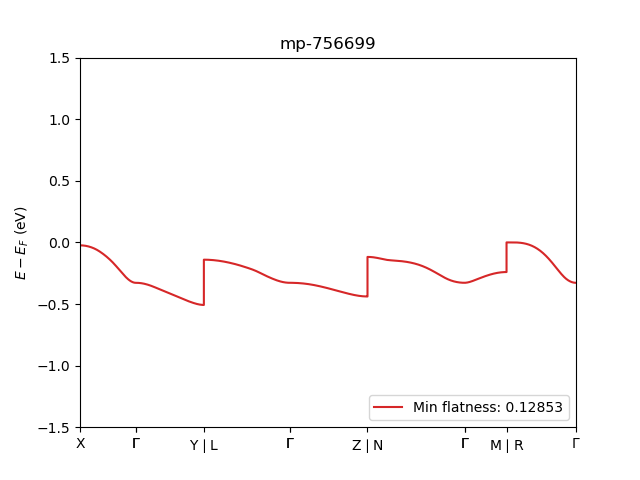 mp-756699
E − E_F (eV)
1.5
1.0
0.5
0.0
−0.5
−1.0
−1.5
Min flatness: 0.12853
X Γ Y | L Γ Z | N Γ M | R Γ